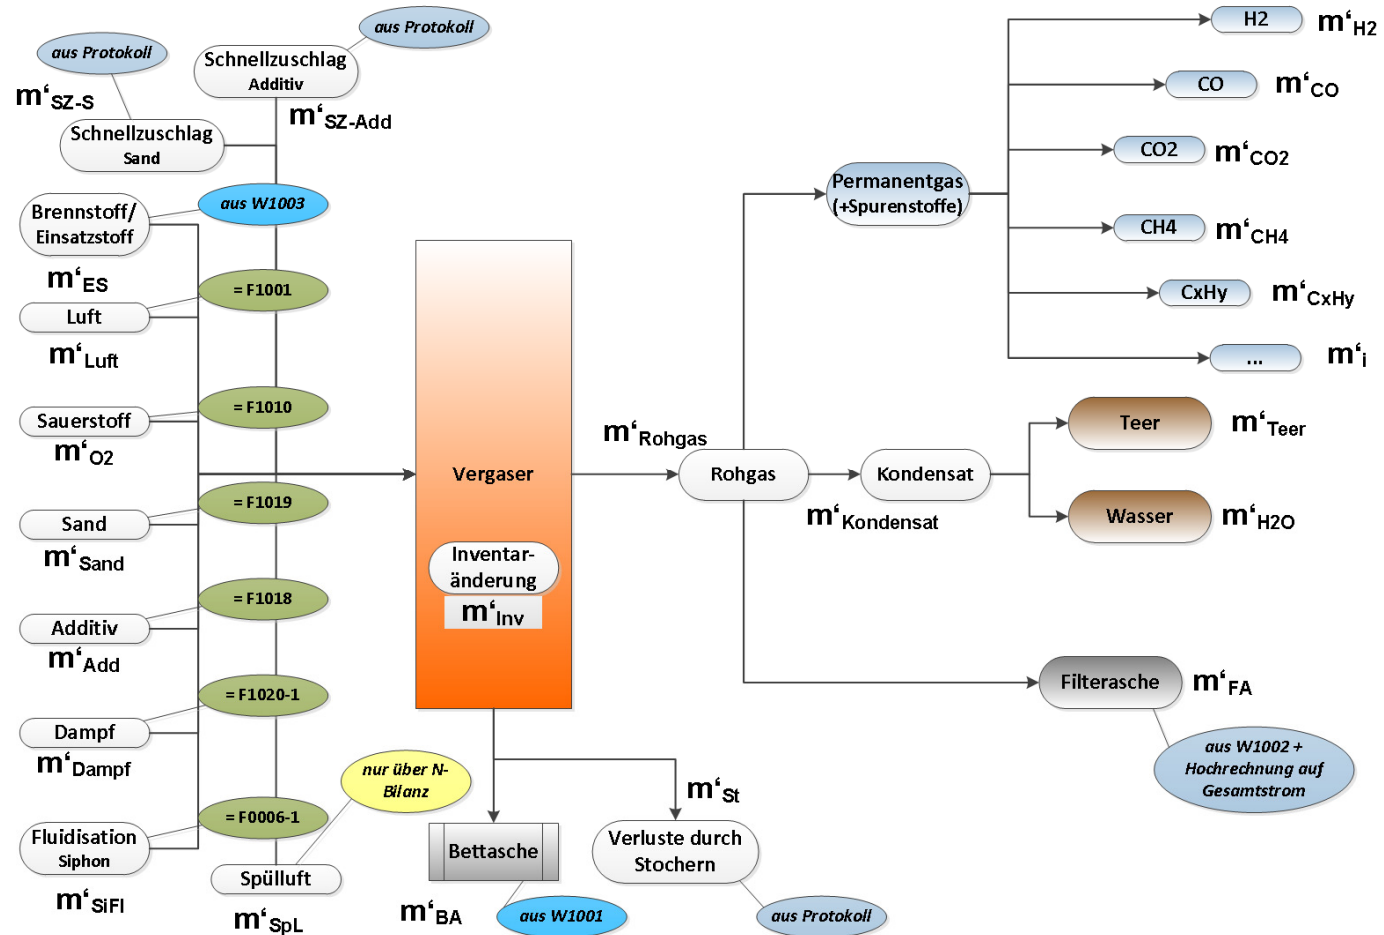 aus Protokoll
Schnellzuschlag
Additiv
m‘SZ-Add
aus Protokoll
m‘SZ-S
Schnellzuschlag
Sand
Brennstoff/
Einsatzstoff
aus W1003
m‘ES
= F1001
Luft
m‘Luft
= F1010
Sauerstoff
m‘O2
= F1019
Sand
m‘Sand
= F1018
Additiv
m‘Add
= F1020-1
Dampf
m‘Dampf
= F0006-1
Fluidisation
Siphon
m‘SiFl
Spülluft
m‘SpL
nur über N-
Bilanz
Vergaser
Inventar-
änderung
m‘Inv
Bettasche
m‘BA
aus W1001
m‘St
Verluste durch
Stochern
aus Protokoll
m‘Rohgas
Rohgas
Kondensat
m‘Kondensat
Permanentgas
(+Spurenstoffe)
H2
m‘H2
CO
m‘CO
CO2
m‘CO2
CH4
m‘CH4
CxHy
m‘CxHy
...
m‘i
Teer
m‘Teer
Wasser
m‘H2O
Filterasche
m‘FA
aus W1002 +
Hochrechnung auf
Gesamtstrom